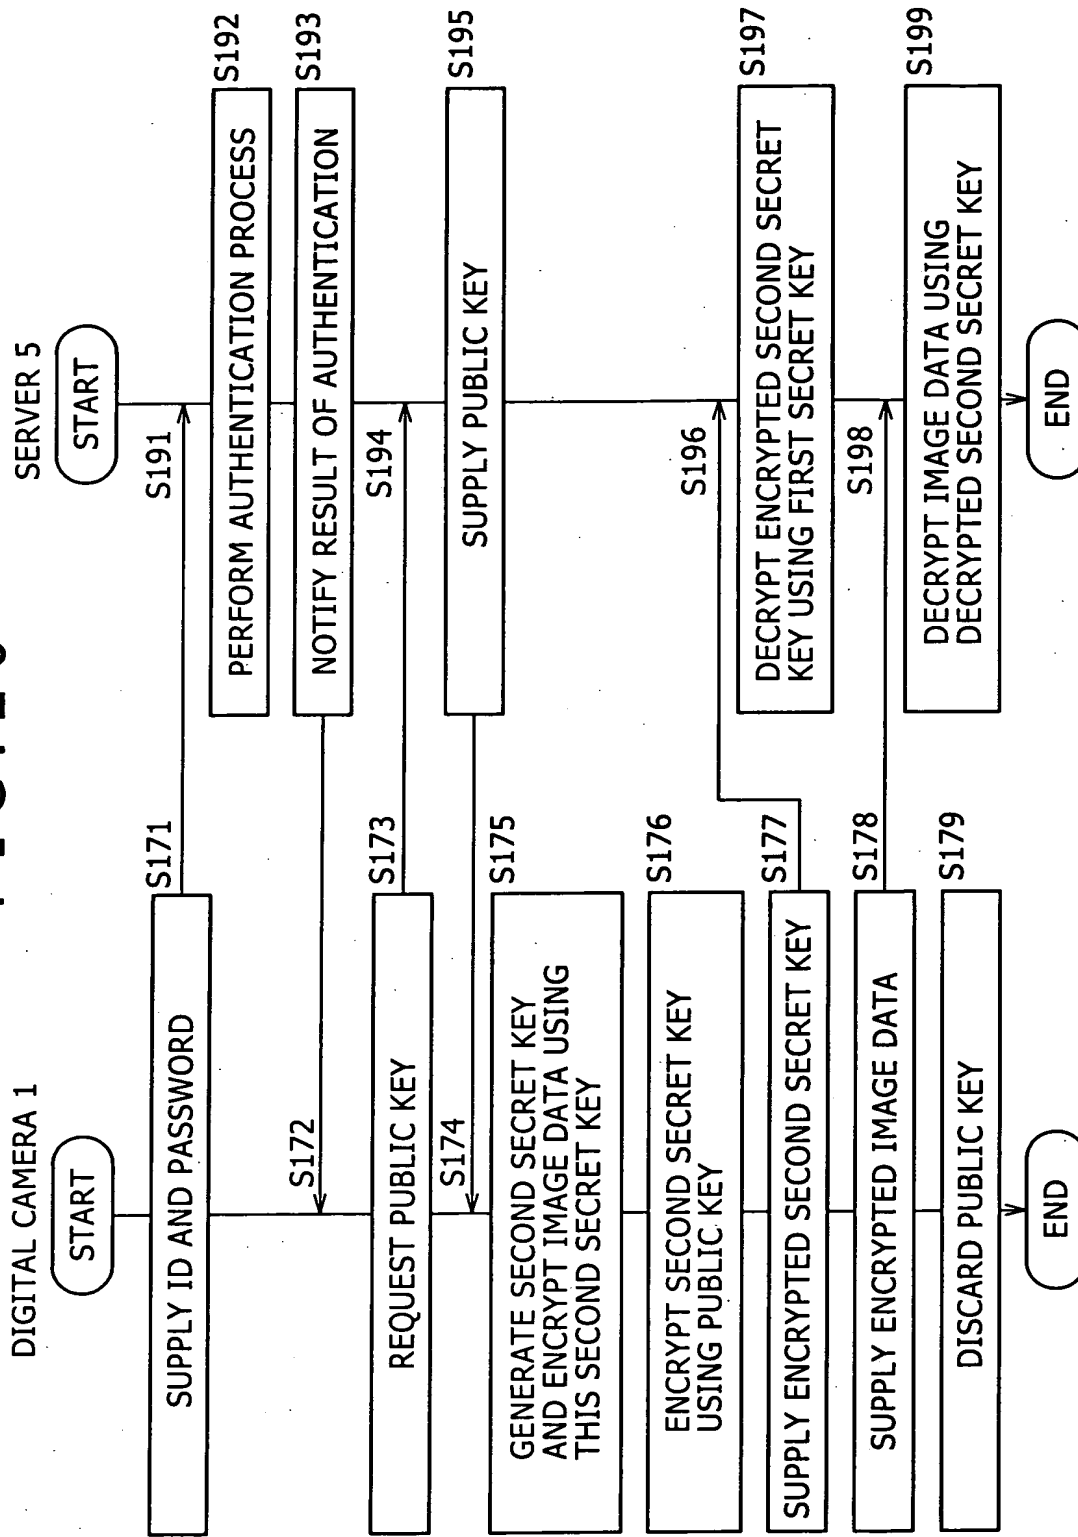 DIGITAL CAMERA 1
START
SUPPLY ID AND PASSWORD
S171
S172
REQUEST PUBLIC KEY
S173
S174
GENERATE SECOND SECRET KEY
AND ENCRYPT IMAGE DATA USING
THIS SECOND SECRET KEY
S175
ENCRYPT SECOND SECRET KEY
USING PUBLIC KEY
S176
SUPPLY ENCRYPTED SECOND SECRET KEY
S177
SUPPLY ENCRYPTED IMAGE DATA
S178
DISCARD PUBLIC KEY
S179
END
SERVER 5
START
S191
PERFORM AUTHENTICATION PROCESS
S192
NOTIFY RESULT OF AUTHENTICATION
S193
S194
SUPPLY PUBLIC KEY
S195
S196
DECRYPT ENCRYPTED SECOND SECRET
KEY USING FIRST SECRET KEY
S197
S198
DECRYPT IMAGE DATA USING
DECRYPTED SECOND SECRET KEY
S199
END